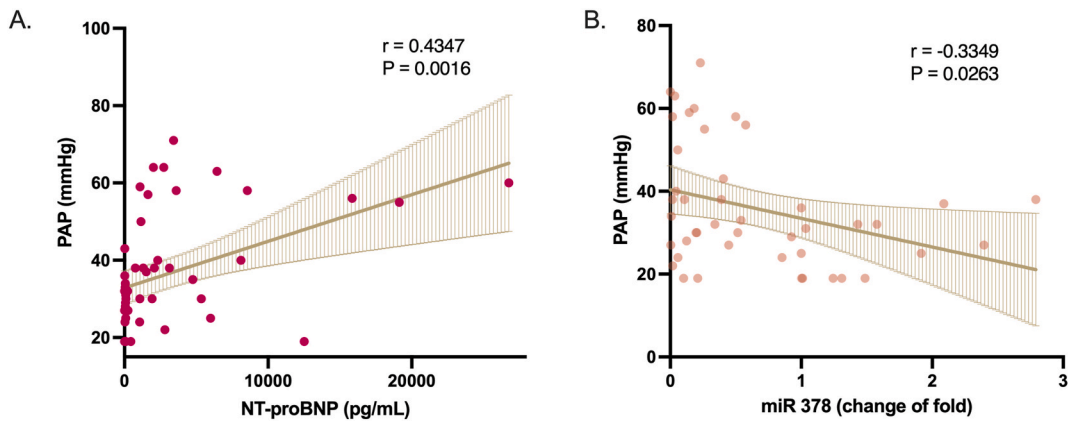 A.
100
80
60
40
20
PAP (mmHg)
r = 0.4347
P = 0.0016
0
10000
20000
NT-proBNP (pg/mL)
B.
80
60
40
20
0
PAP (mmHg)
r = -0.3349
P = 0.0263
0
1
2
3
miR 378 (change of fold)